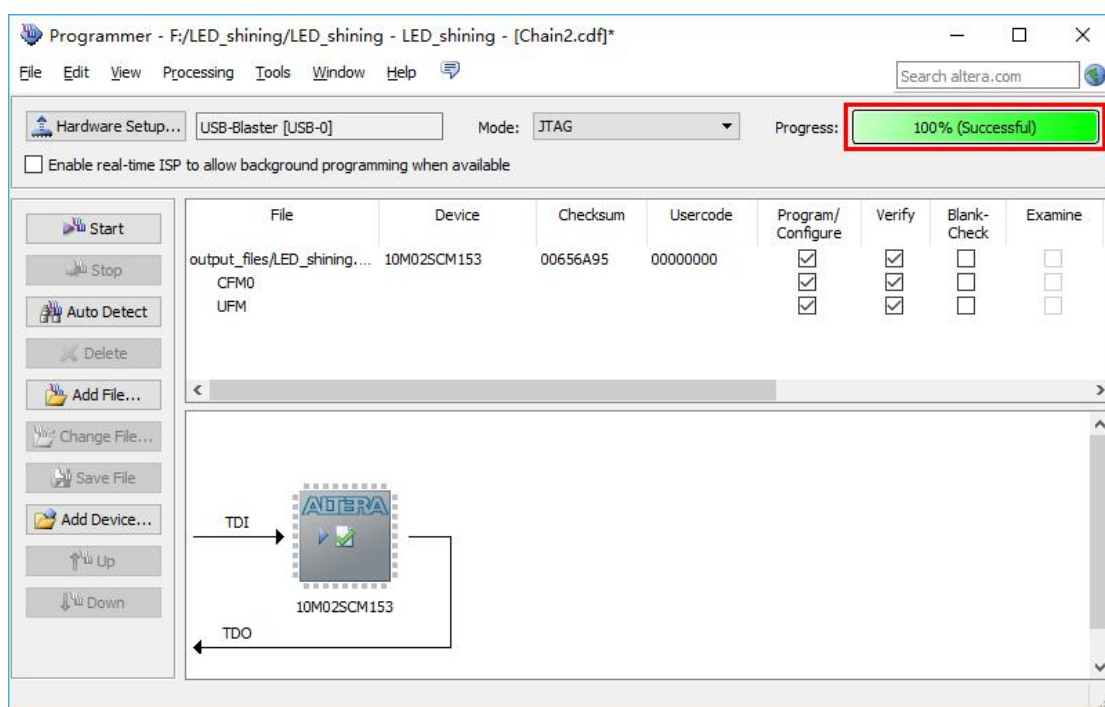 Programmer - F:/LED_shining/LED_shining - LED_shining - [Chain2.cdf]*
File Edit View Processing Tools Window Help
Search altera.com
Hardware Setup... USB-Blaster [USB-0] Mode: JTAG Progress: 100% (Successful)
Enable real-time ISP to allow background programming when available
Start
Stop
Auto Detect
Delete
Add File...
Change File...
Save File
Add Device...
Up
Down
File Device Checksum Usercode Program/ Configure Verify Blank- Check Examine
output_files/LED_shining.... 10M02SCM153 00656A95 00000000
CFM0
UFM
TDI
ALTERA
10M02SCM153
TDO